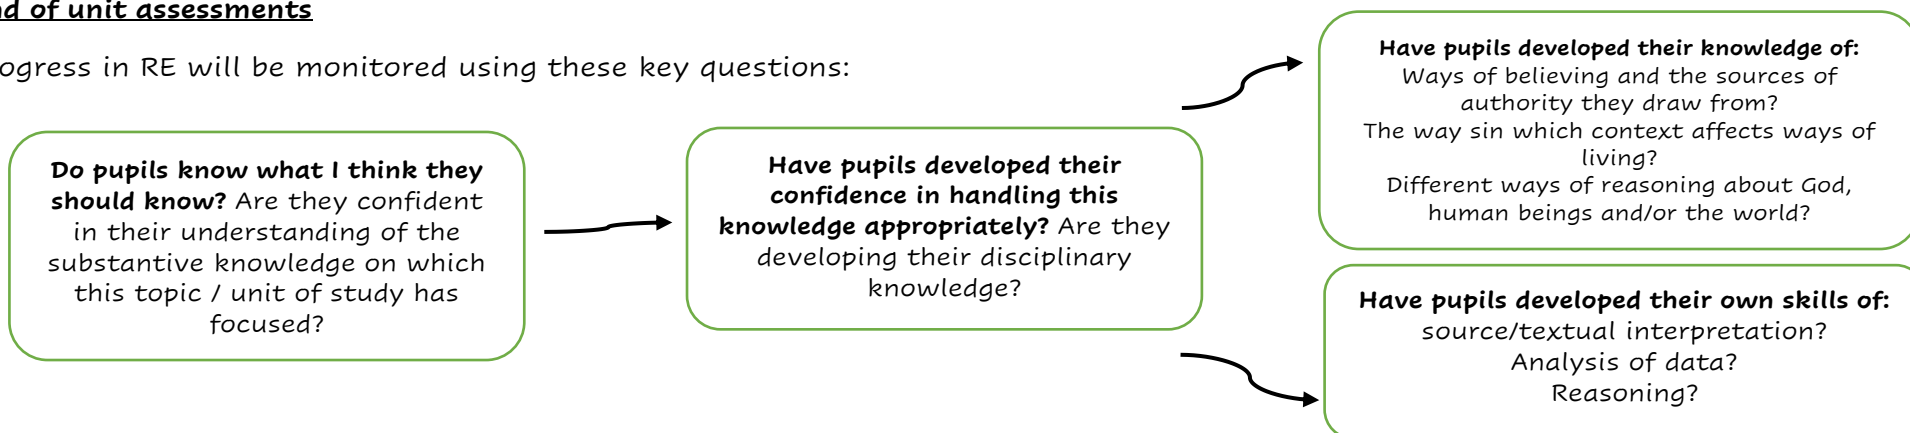 nd of unit assessments
ogress in RE will be monitored using these key questions:
Do pupils know what I think they
should know? Are they confident
in their understanding of the
substantive knowledge on which
this topic / unit of study has
focused?
Have pupils developed their
confidence in handling this
knowledge appropriately? Are they
developing their disciplinary
knowledge?
Have pupils developed their knowledge of:
Ways of believing and the sources of
authority they draw from?
The way sin which context affects ways of
living?
Different ways of reasoning about God,
human beings and/or the world?
Have pupils developed their own skills of:
source/textual interpretation?
Analysis of data?
Reasoning?